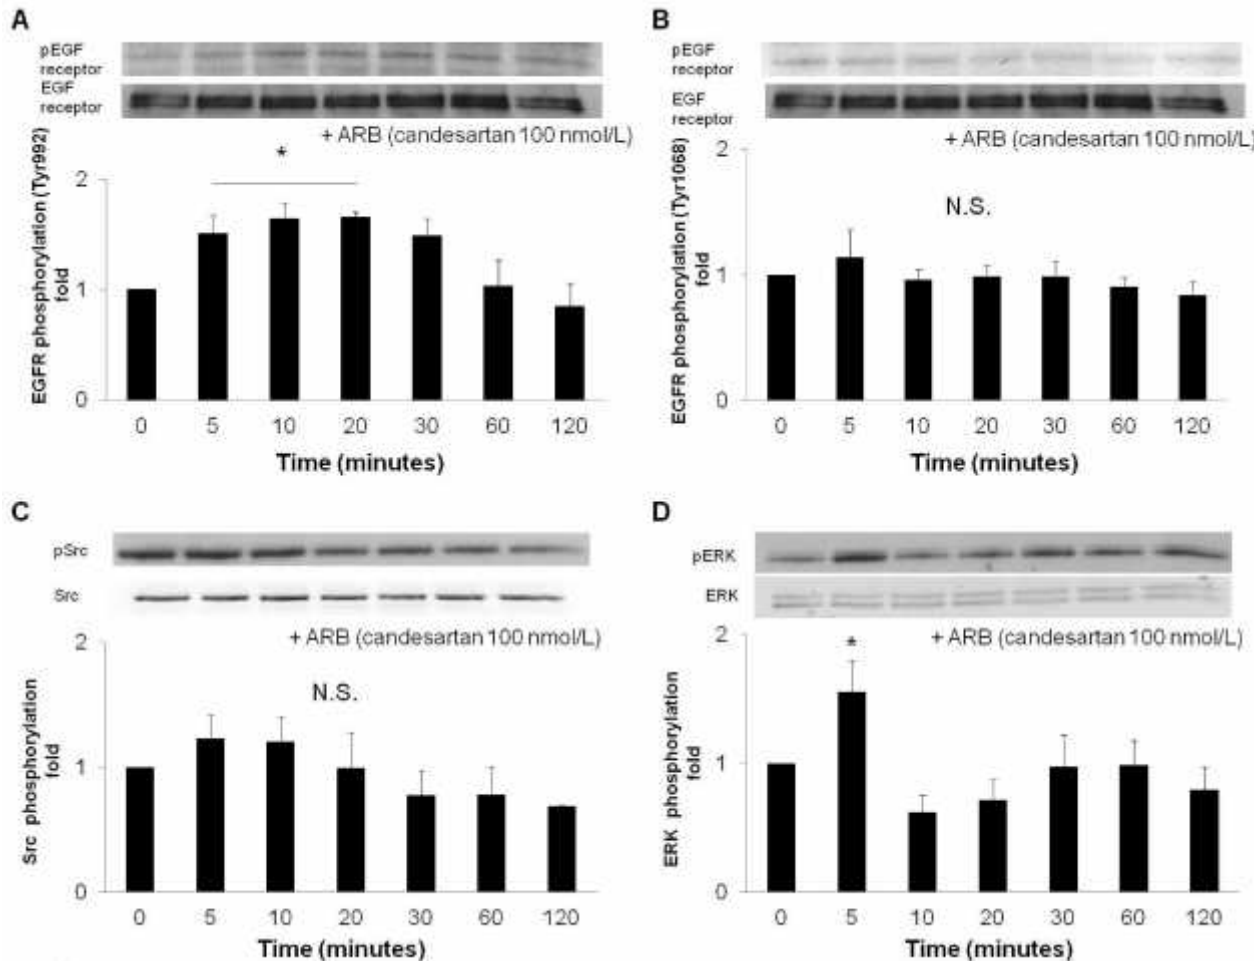 A
pEGF
receptor
EGF
receptor
+ ARB (candesartan 100 nmol/L)
*
EGFR phosphorylation (Tyr992)
fold
2
1
0
0 5 10 20 30 60 120
Time (minutes)
B
pEGF
receptor
EGF
receptor
+ ARB (candesartan 100 nmol/L)
N.S.
EGFR phosphorylation (Tyr1068)
fold
2
1
0
0 5 10 20 30 60 120
Time (minutes)
C
pSrc
Src
+ ARB (candesartan 100 nmol/L)
N.S.
Src phosphorylation
fold
2
1
0
0 5 10 20 30 60 120
Time (minutes)
D
pERK
ERK
+ ARB (candesartan 100 nmol/L)
*
ERK phosphorylation
fold
2
1
0
0 5 10 20 30 60 120
Time (minutes)